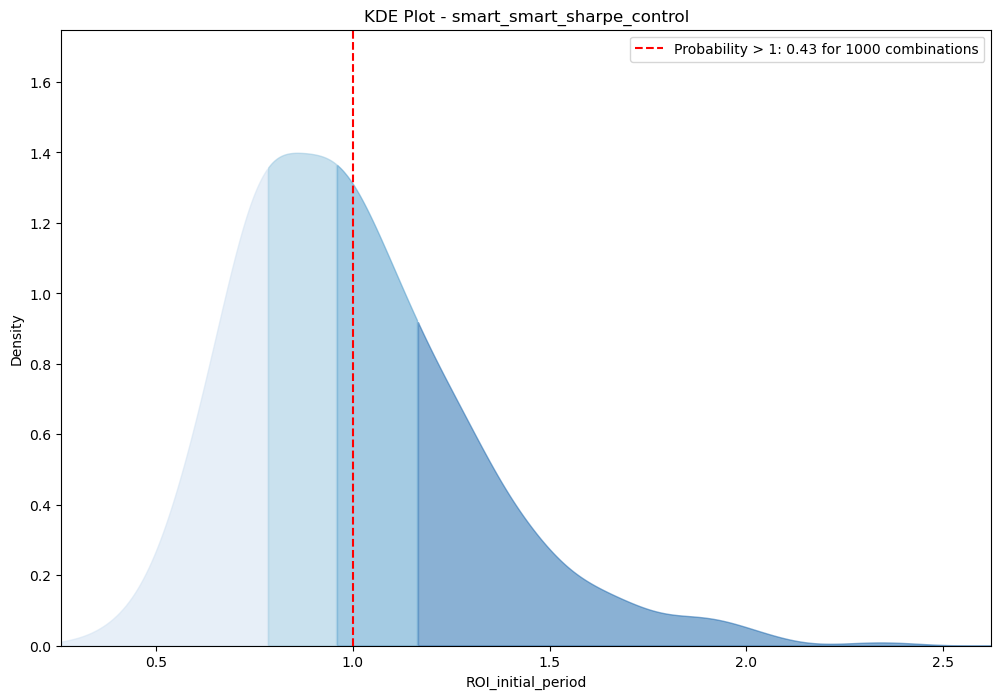 KDE Plot - smart_smart_sharpe_control
Probability > 1: 0.43 for 1000 combinations
1.6
1.4
1.2
1.0
0.8
0.6
0.4
0.2
0.0
Density
0.5 1.0 1.5 2.0 2.5
ROI_initial_period